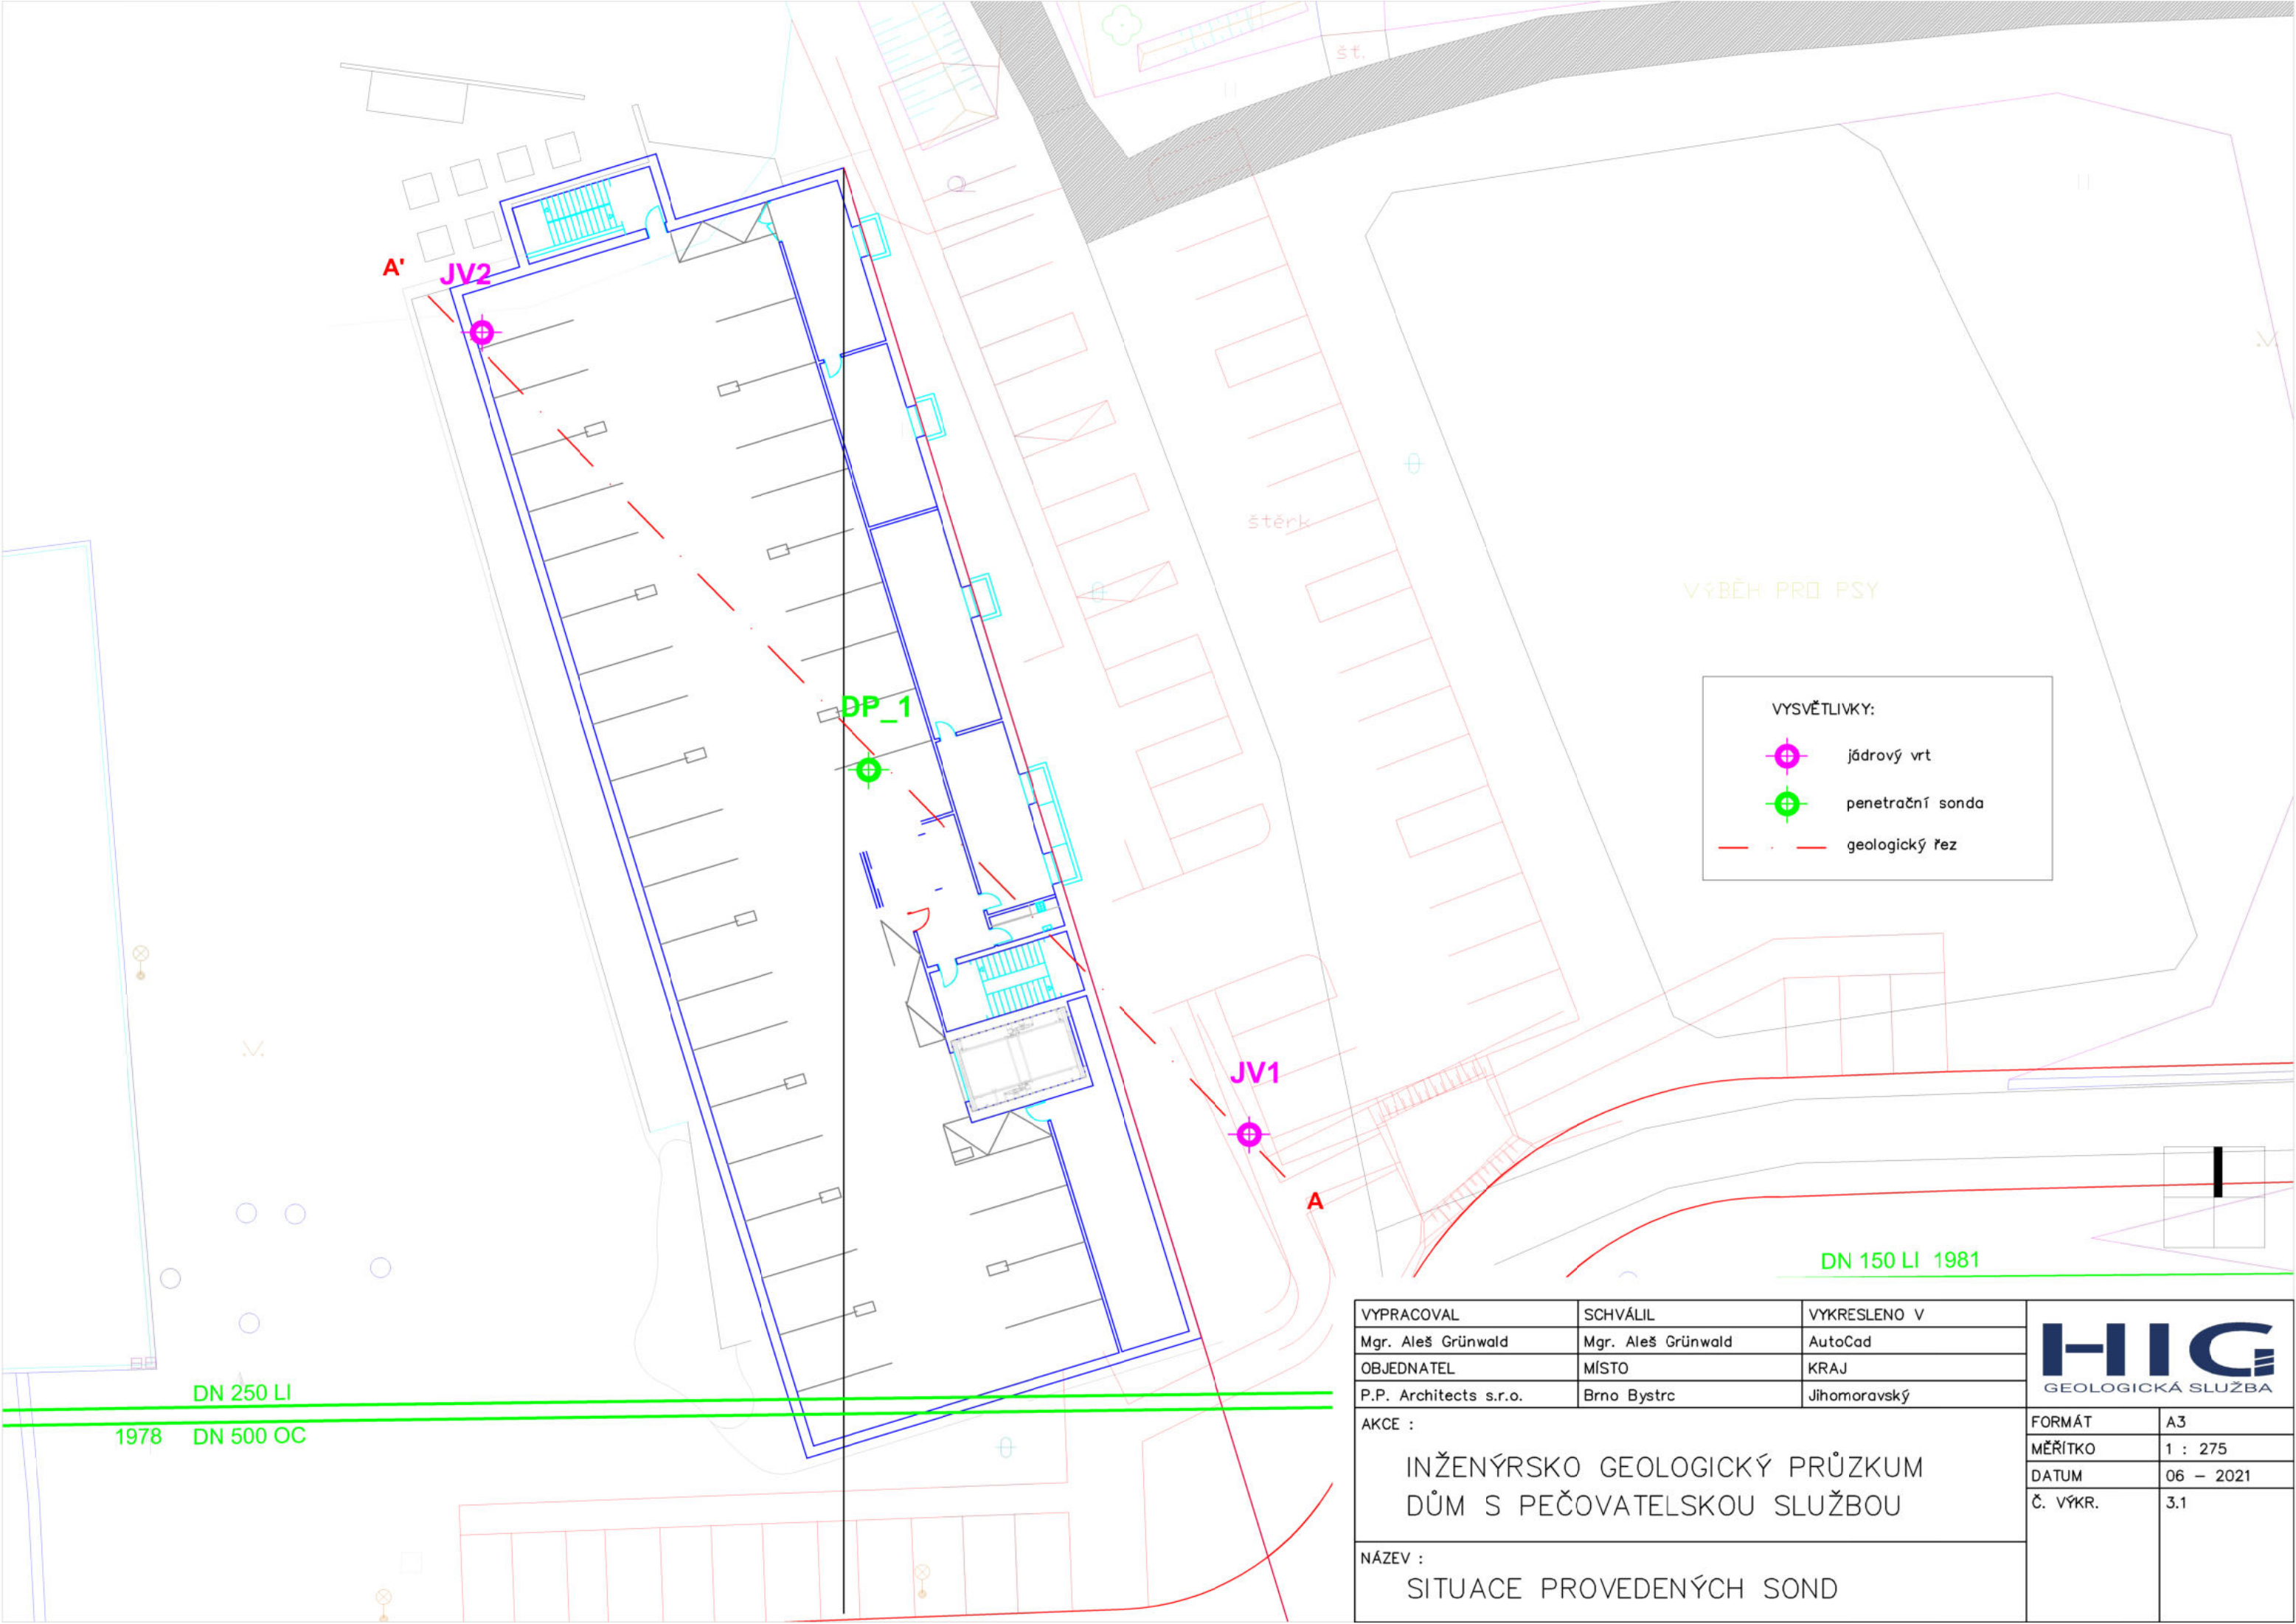 št.
A'
JV2
štěrk
VÝBĚH PRO PSY
DP_1
VYSVĚTLIVKY:
jádrový vrt
penetrační sonda
geologický řez
JV1
A
DN 150 LI 1981
DN 250 LI
1978 DN 500 OC
VYPRACOVAL SCHVÁLIL VYKRESLENO V
Mgr. Aleš Grünwald Mgr. Aleš Grünwald AutoCad
OBJEDNATEL MÍSTO KRAJ
P.P. Architects s.r.o. Brno Bystrc Jihomoravský
HIG
GEOLOGICKÁ SLUŽBA
AKCE :
INŽENÝRSKO GEOLOGICKÝ PRŮZKUM
DŮM S PEČOVATELSKOU SLUŽBOU
FORMÁT A3
MĚŘÍTKO 1 : 275
DATUM 06 – 2021
Č. VÝKR. 3.1
NÁZEV :
SITUACE PROVEDENÝCH SOND